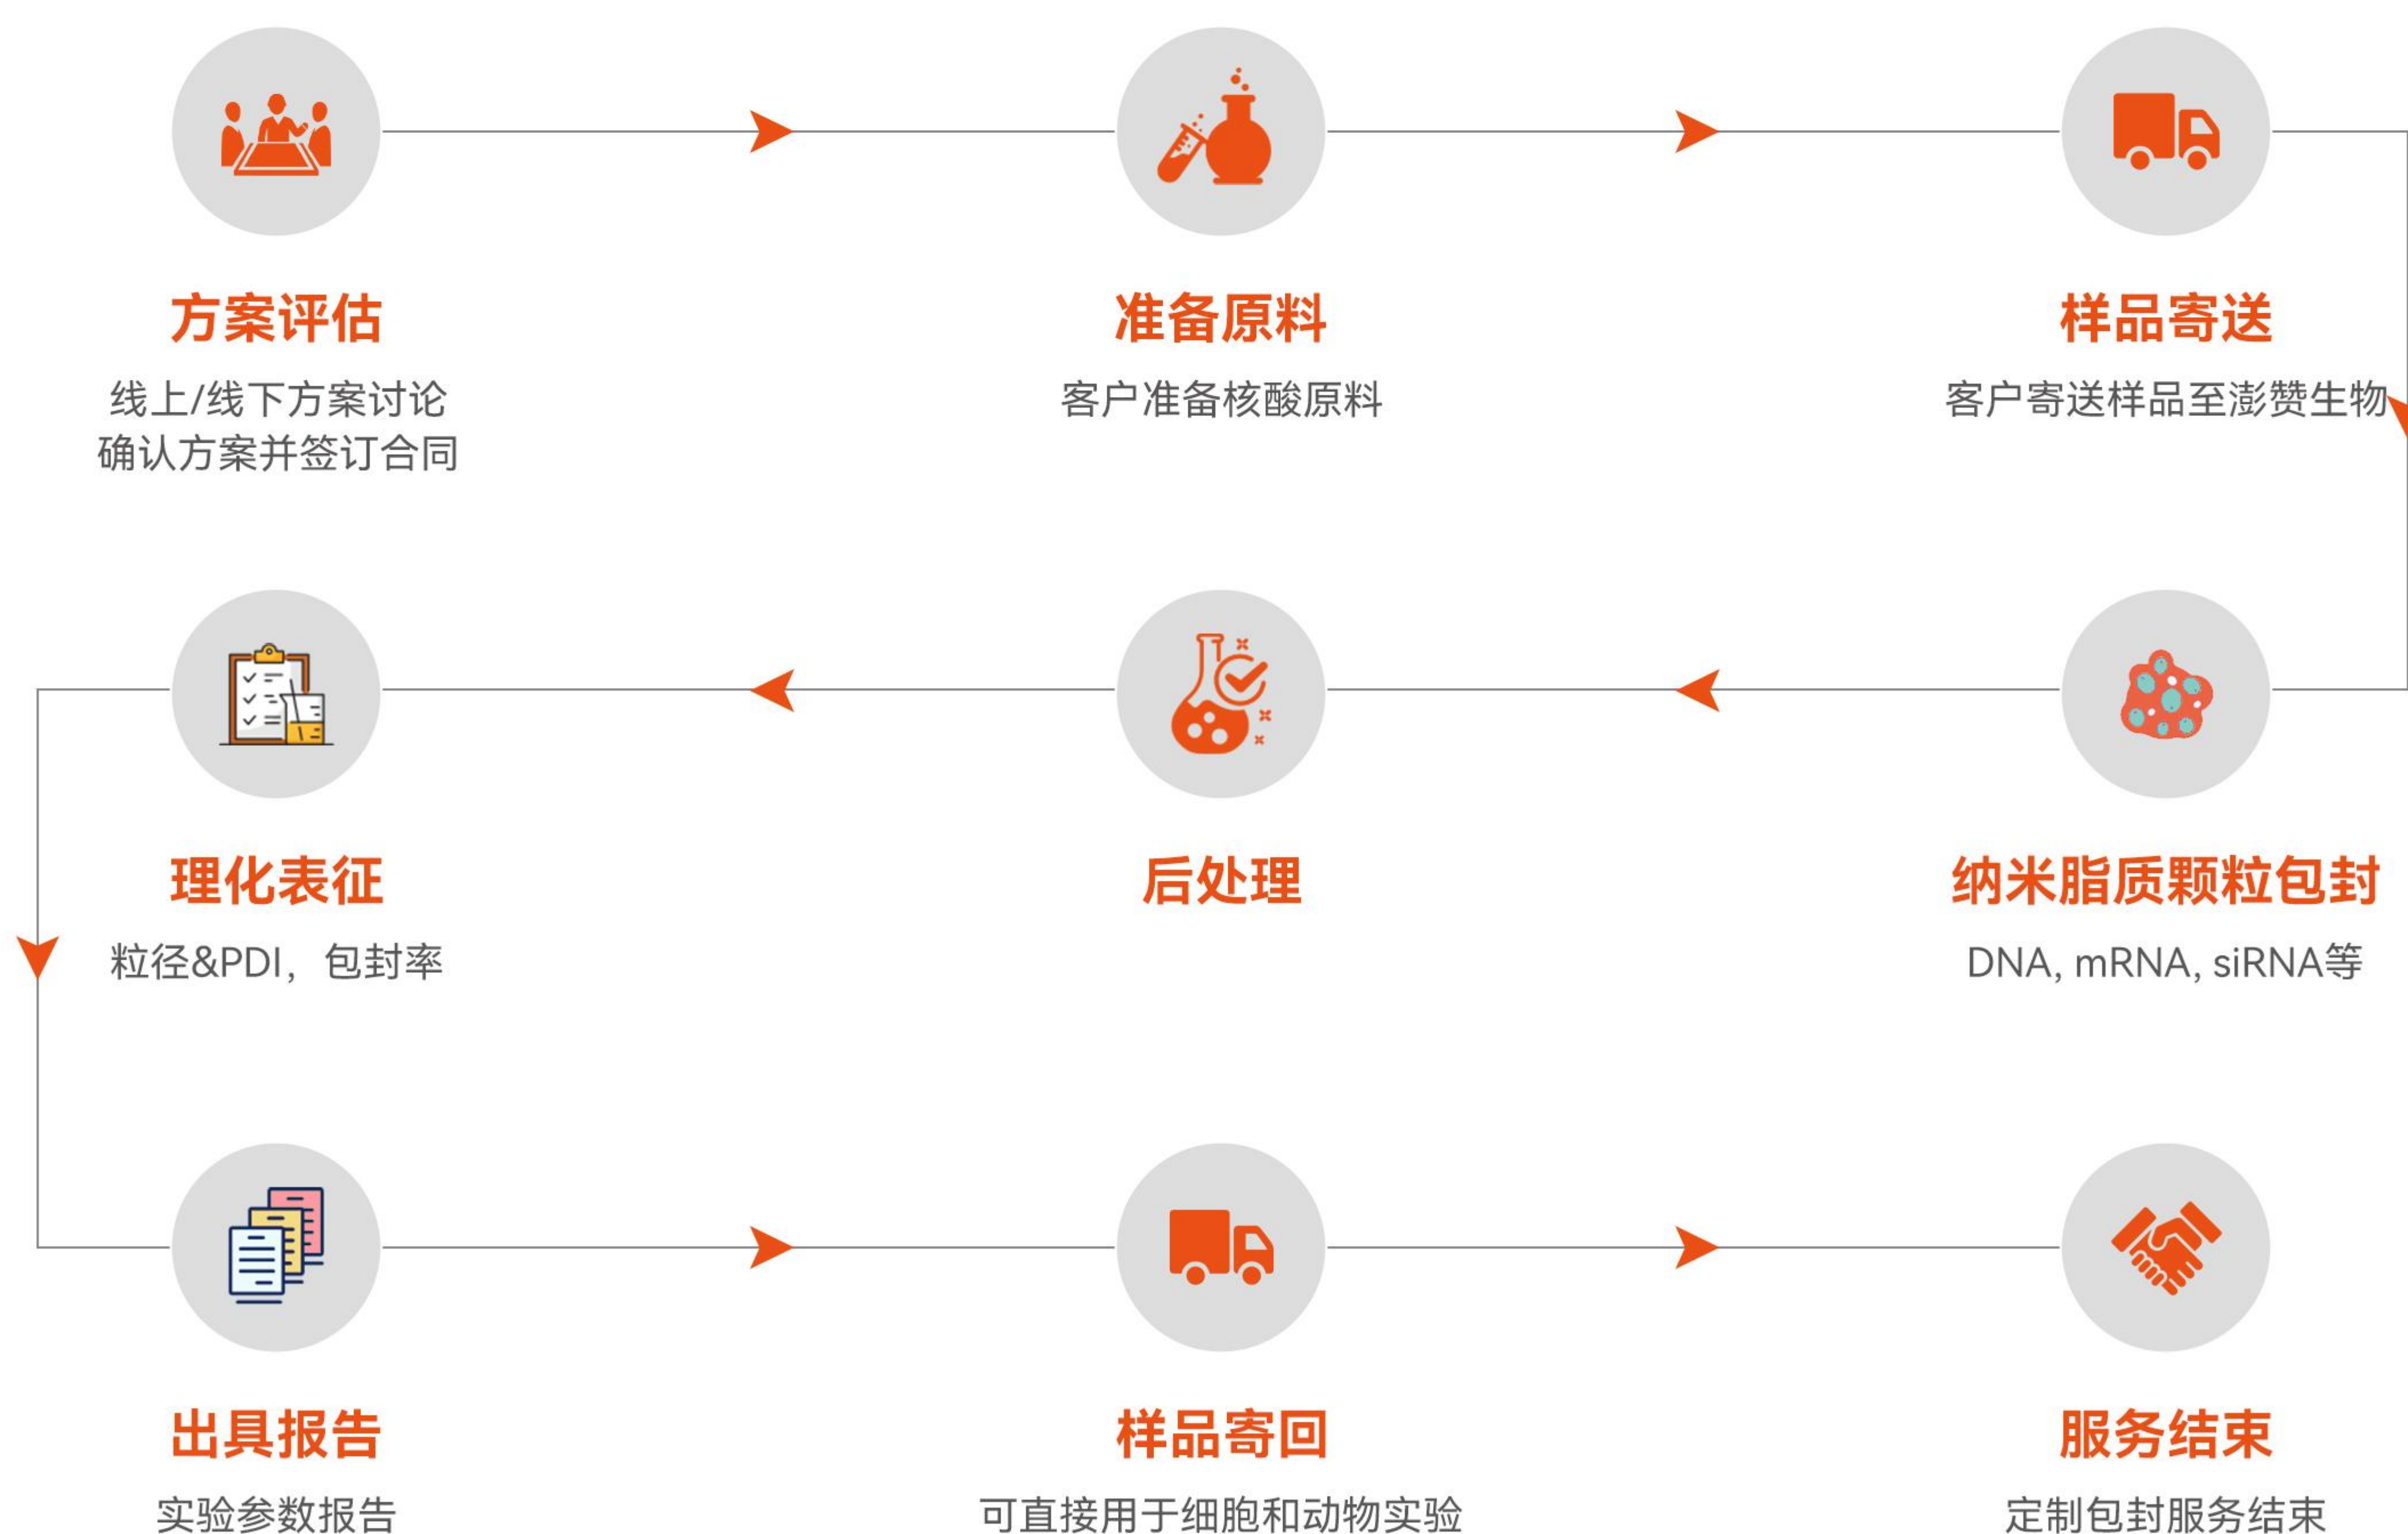 方案评估
线上/线下方案讨论
确认方案并签订合同
准备原料
客户准备核酸原料
样品寄送
客户寄送样品至澎赞生物
纳米脂质颗粒包封
DNA, mRNA, siRNA等
后处理
理化表征
粒径&PDI，包封率
出具报告
实验参数报告
样品寄回
可直接用于细胞和动物实验
服务结束
定制包封服务结束